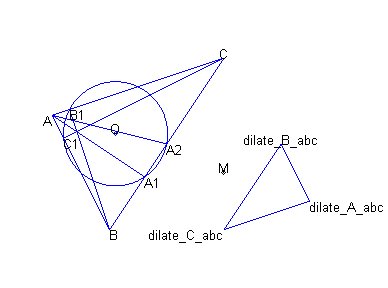 C
A
B1
O
C1
A2
A1
B
M
dilate_B_abc
dilate_A_abc
dilate_C_abc